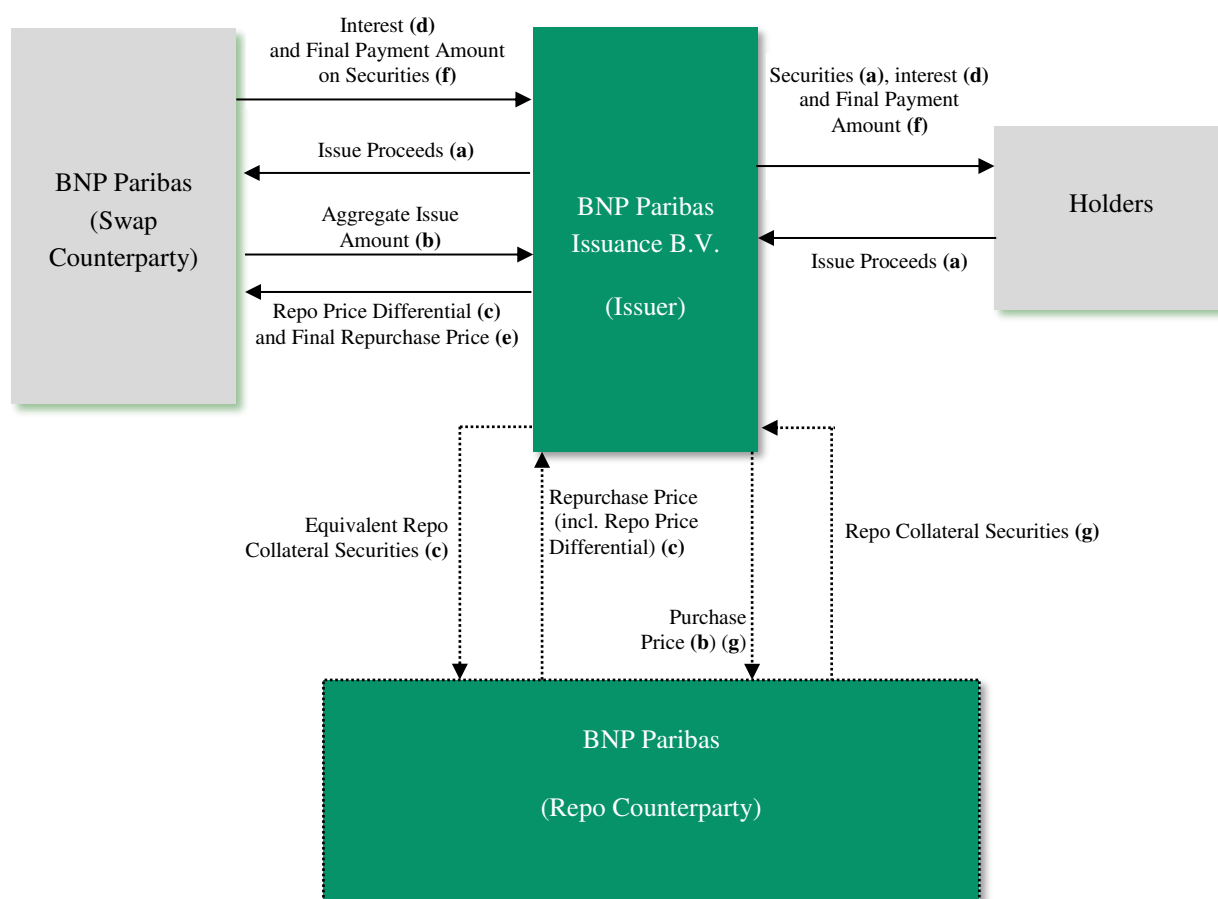 Interest (d)
and Final Payment Amount
on Securities (f)
Issue Proceeds (a)
BNP Paribas
(Swap
Counterparty)
Aggregate Issue
Amount (b)
Repo Price Differential (c)
and Final Repurchase Price (e)
BNP Paribas
Issuance B.V.
(Issuer)
Securities (a), interest (d)
and Final Payment
Amount (f)
Issue Proceeds (a)
Holders
Equivalent Repo
Collateral Securities (c)
Repurchase Price
(incl. Repo Price
Differential) (c)
Purchase
Price (b) (g)
Repo Collateral Securities (g)
BNP Paribas
(Repo Counterparty)